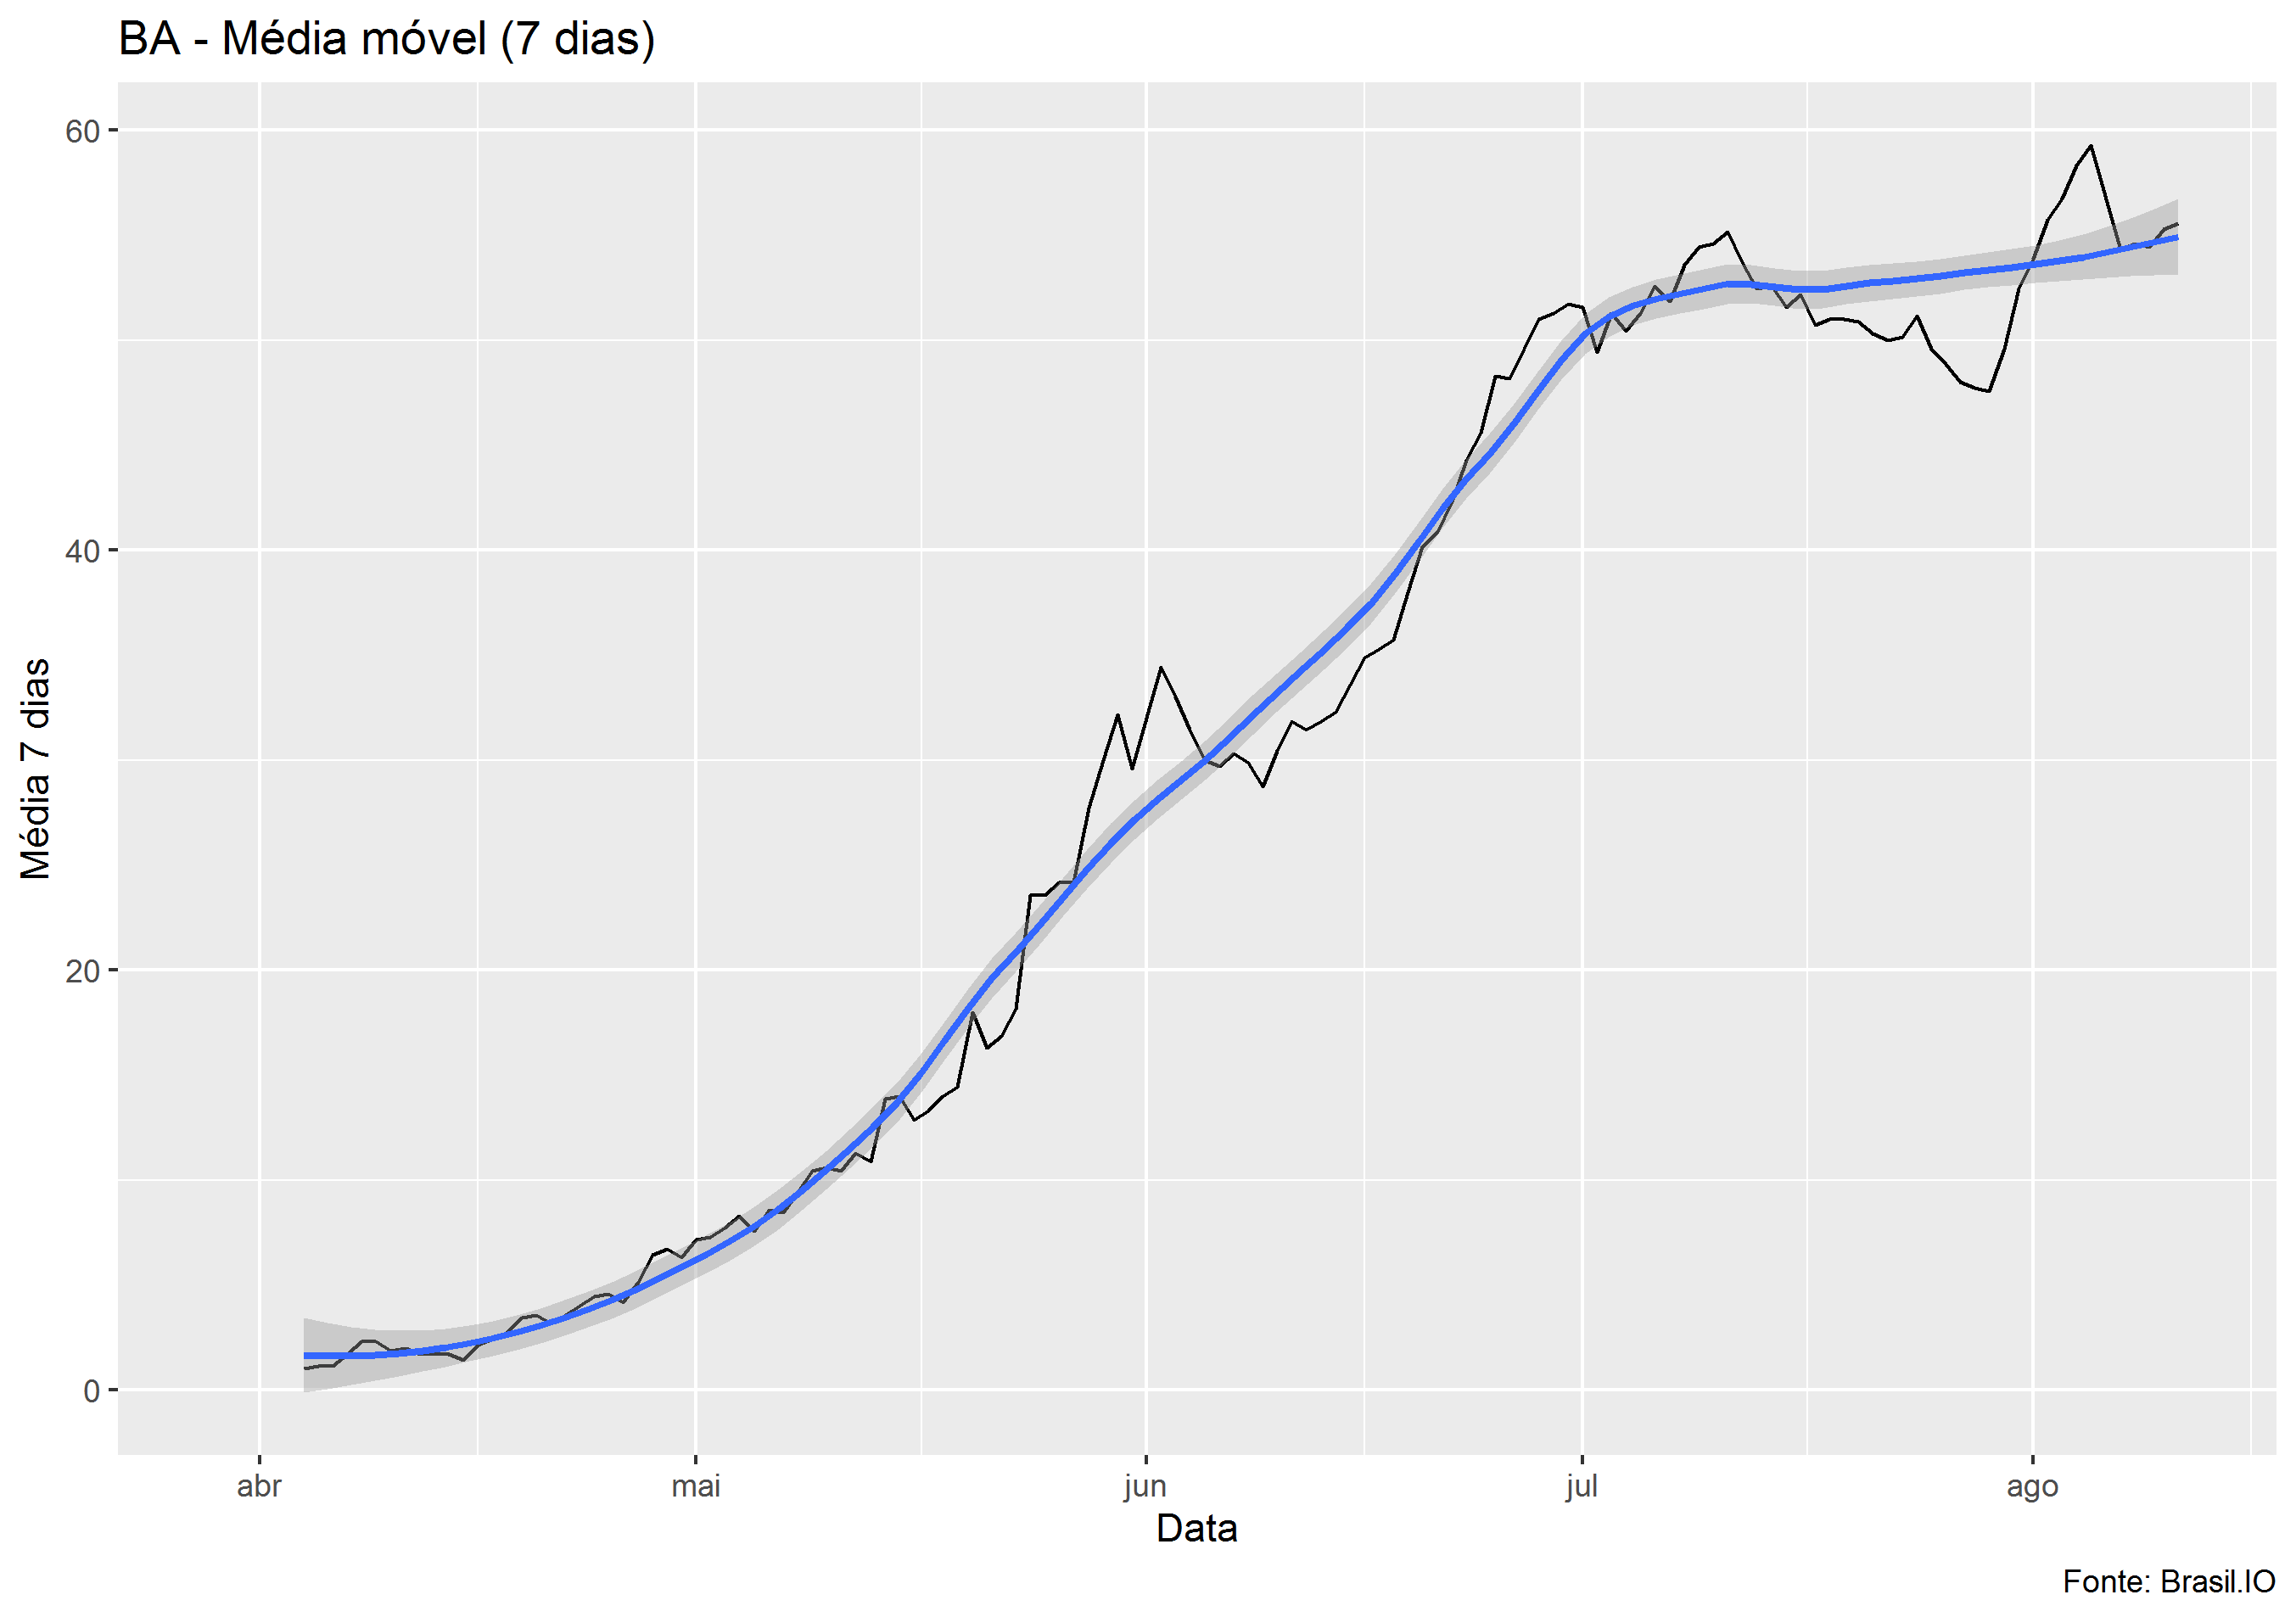 BA - Média móvel (7 dias)
Média 7 dias
60
40
20
0
abr mai jun jul ago
Data
Fonte: Brasil.IO